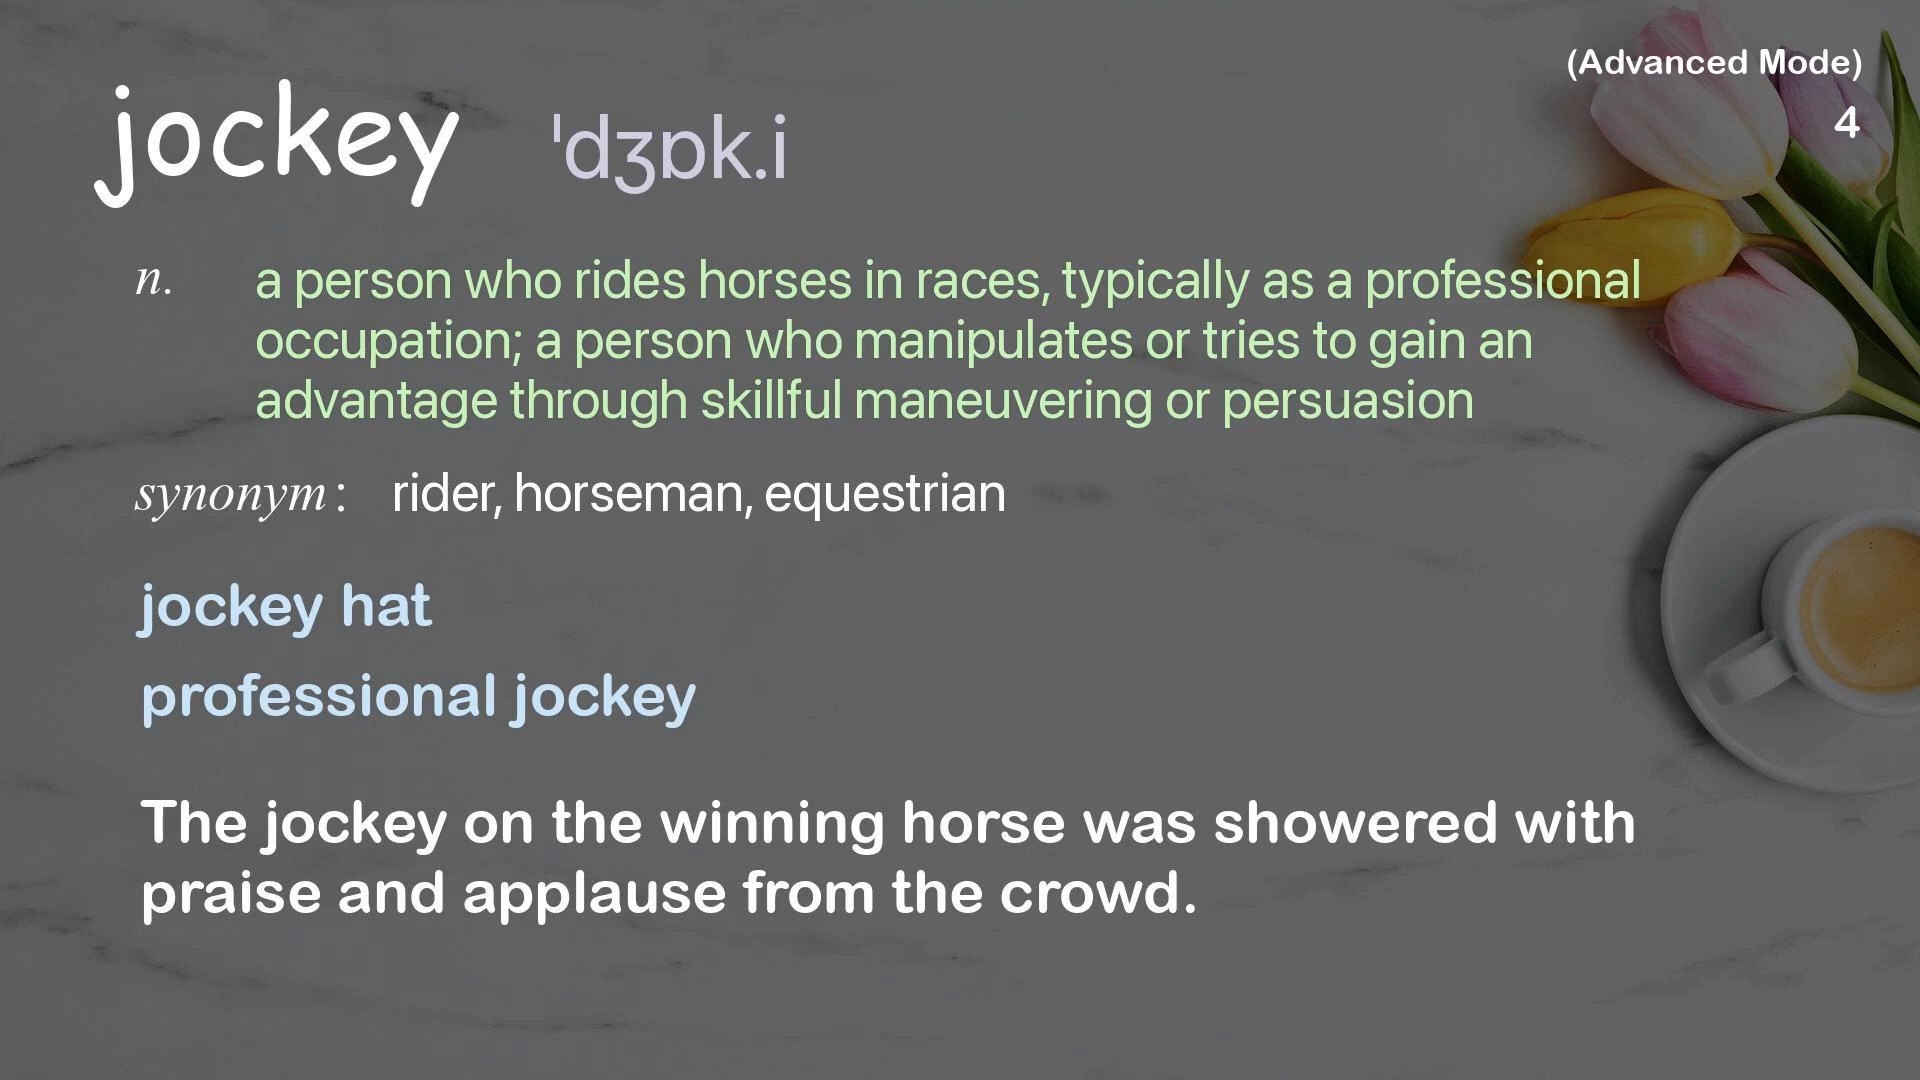 (Advanced Mode)
jockey ˈdʒɒk.i
4
n. a person who rides horses in races, typically as a professional
occupation; a person who manipulates or tries to gain an
advantage through skillful maneuvering or persuasion
synonym: rider, horseman, equestrian
jockey hat
professional jockey
The jockey on the winning horse was showered with
praise and applause from the crowd.